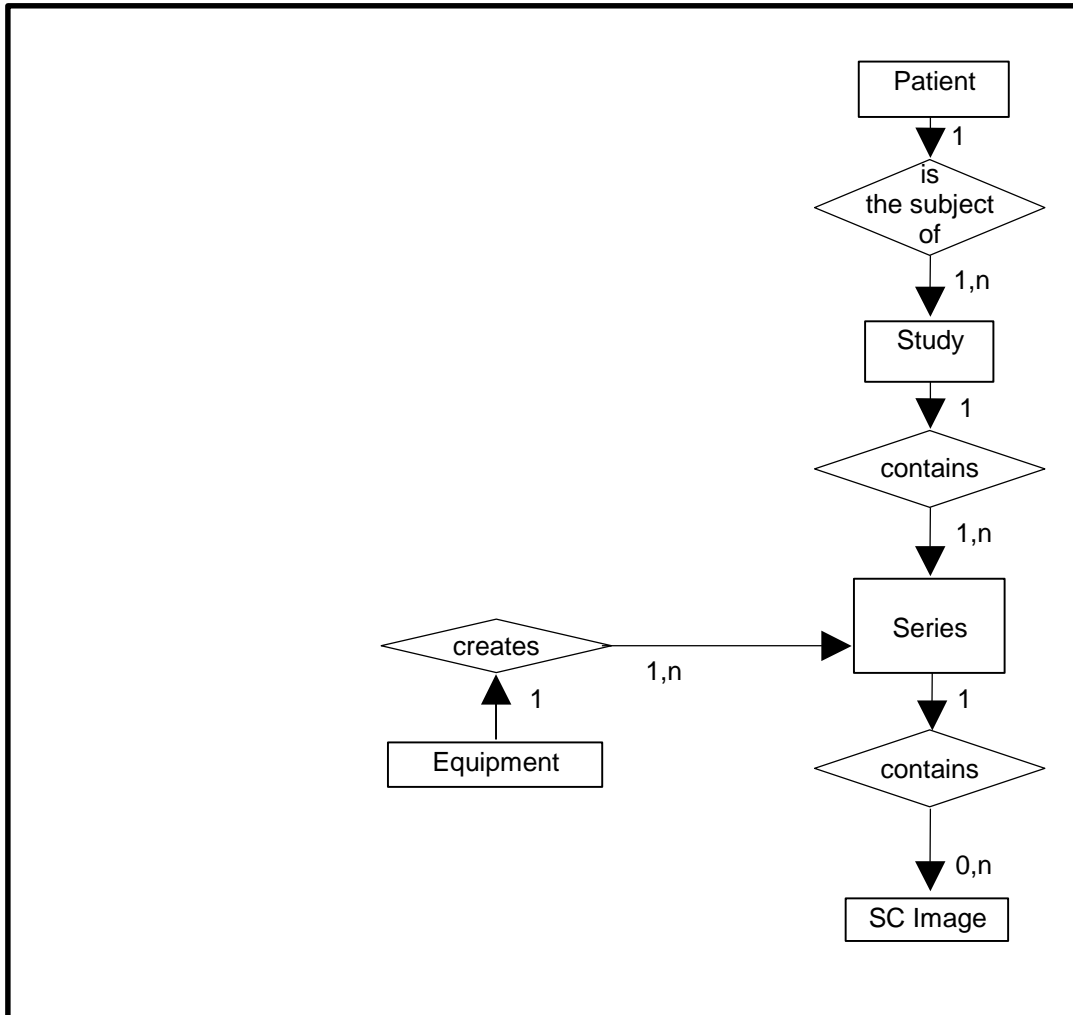 Patient
1
is
the subject
of
1,n
Study
1
contains
1,n
Series
creates
1,n
1
1
Equipment
contains
0,n
SC Image